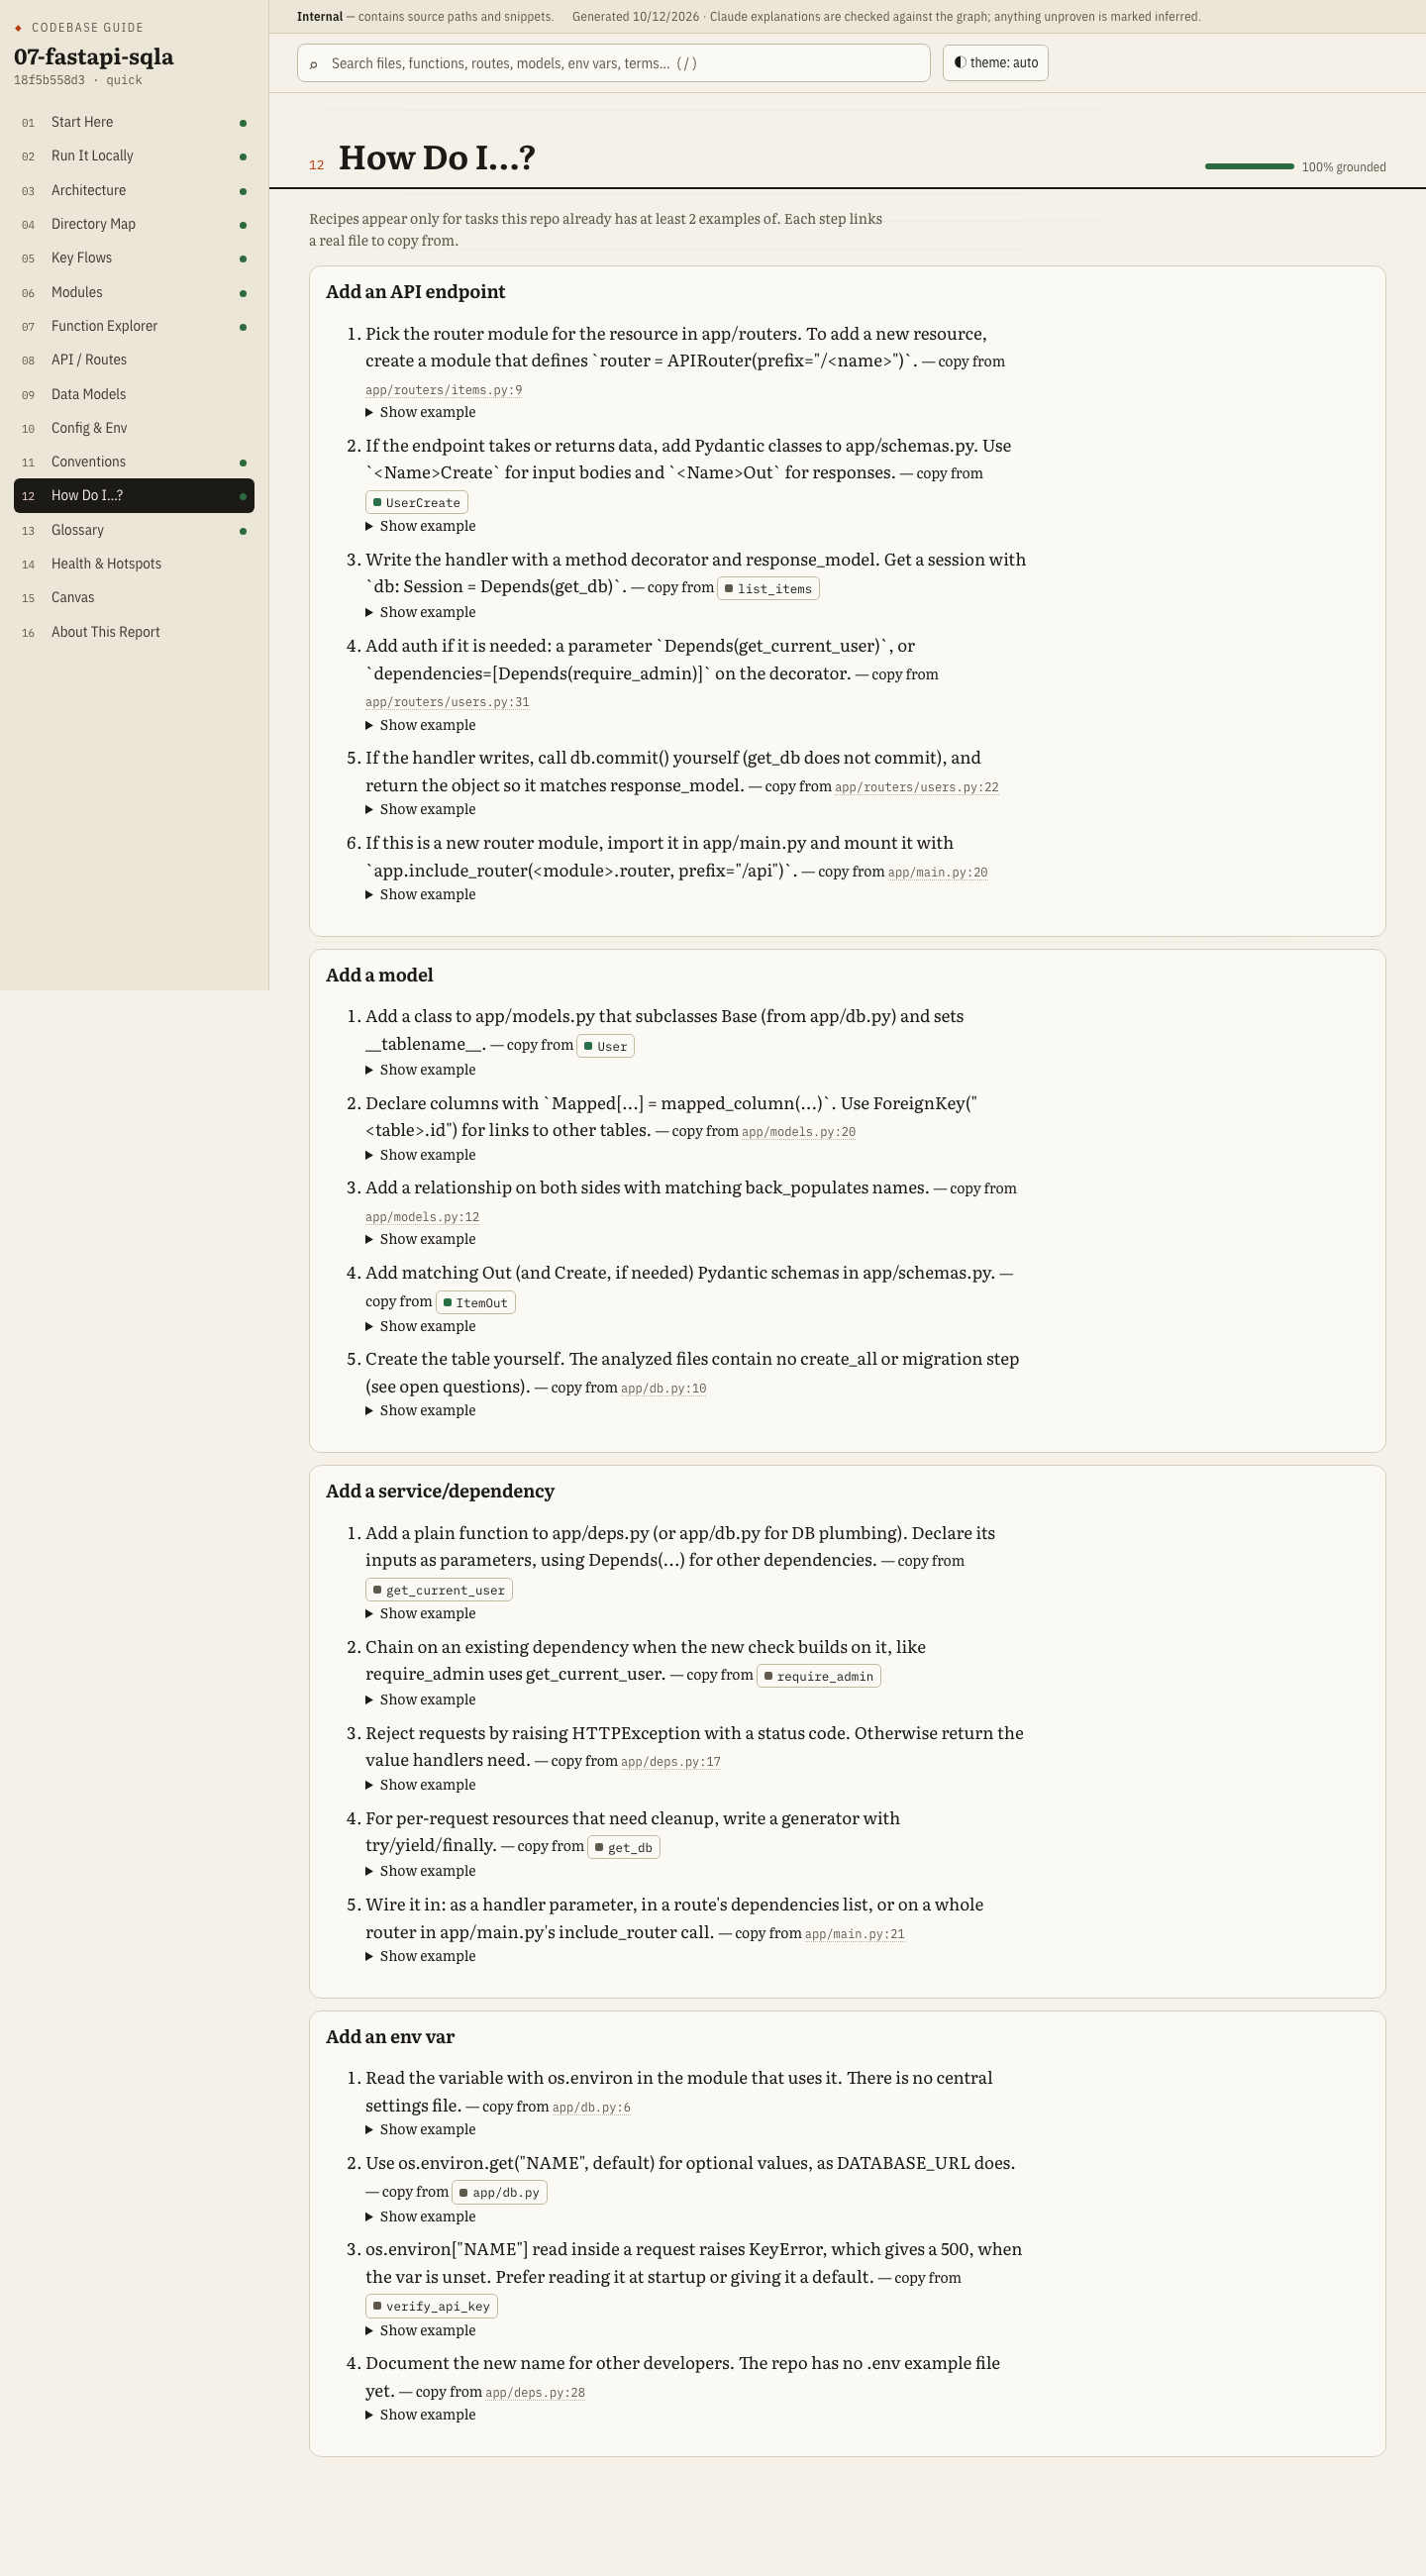 ◆ CODEBASE GUIDE
07-fastapi-sqla
18f5b558d3 · quick
01 Start Here
02 Run It Locally
03 Architecture
04 Directory Map
05 Key Flows
06 Modules
07 Function Explorer
08 API / Routes
09 Data Models
10 Config & Env
11 Conventions
12 How Do I…?
13 Glossary
14 Health & Hotspots
15 Canvas
16 About This Report
Internal — contains source paths and snippets. Generated 10/12/2026 · Claude explanations are checked against the graph; anything unproven is marked inferred.
Search files, functions, routes, models, env vars, terms… ( / )
◐ theme: auto
12 How Do I…?
100% grounded
Recipes appear only for tasks this repo already has at least 2 examples of. Each step links
a real file to copy from.
Add an API endpoint
1. Pick the router module for the resource in app/routers. To add a new resource,
create a module that defines `router = APIRouter(prefix="/<name>")`. — copy from
app/routers/items.py:9
▶ Show example
2. If the endpoint takes or returns data, add Pydantic classes to app/schemas.py. Use
`<Name>Create` for input bodies and `<Name>Out` for responses. — copy from
UserCreate
▶ Show example
3. Write the handler with a method decorator and response_model. Get a session with
`db: Session = Depends(get_db)`. — copy from list_items
▶ Show example
4. Add auth if it is needed: a parameter `Depends(get_current_user)`, or
`dependencies=[Depends(require_admin)]` on the decorator. — copy from
app/routers/users.py:31
▶ Show example
5. If the handler writes, call db.commit() yourself (get_db does not commit), and
return the object so it matches response_model. — copy from app/routers/users.py:22
▶ Show example
6. If this is a new router module, import it in app/main.py and mount it with
`app.include_router(<module>.router, prefix="/api")`. — copy from app/main.py:20
▶ Show example
Add a model
1. Add a class to app/models.py that subclasses Base (from app/db.py) and sets
__tablename__. — copy from User
▶ Show example
2. Declare columns with `Mapped[...] = mapped_column(...)`. Use ForeignKey("
<table>.id") for links to other tables. — copy from app/models.py:20
▶ Show example
3. Add a relationship on both sides with matching back_populates names. — copy from
app/models.py:12
▶ Show example
4. Add matching Out (and Create, if needed) Pydantic schemas in app/schemas.py. —
copy from ItemOut
▶ Show example
5. Create the table yourself. The analyzed files contain no create_all or migration step
(see open questions). — copy from app/db.py:10
▶ Show example
Add a service/dependency
1. Add a plain function to app/deps.py (or app/db.py for DB plumbing). Declare its
inputs as parameters, using Depends(...) for other dependencies. — copy from
get_current_user
▶ Show example
2. Chain on an existing dependency when the new check builds on it, like
require_admin uses get_current_user. — copy from require_admin
▶ Show example
3. Reject requests by raising HTTPException with a status code. Otherwise return the
value handlers need. — copy from app/deps.py:17
▶ Show example
4. For per-request resources that need cleanup, write a generator with
try/yield/finally. — copy from get_db
▶ Show example
5. Wire it in: as a handler parameter, in a route's dependencies list, or on a whole
router in app/main.py's include_router call. — copy from app/main.py:21
▶ Show example
Add an env var
1. Read the variable with os.environ in the module that uses it. There is no central
settings file. — copy from app/db.py:6
▶ Show example
2. Use os.environ.get("NAME", default) for optional values, as DATABASE_URL does.
— copy from app/db.py
▶ Show example
3. os.environ["NAME"] read inside a request raises KeyError, which gives a 500, when
the var is unset. Prefer reading it at startup or giving it a default. — copy from
verify_api_key
▶ Show example
4. Document the new name for other developers. The repo has no .env example file
yet. — copy from app/deps.py:28
▶ Show example